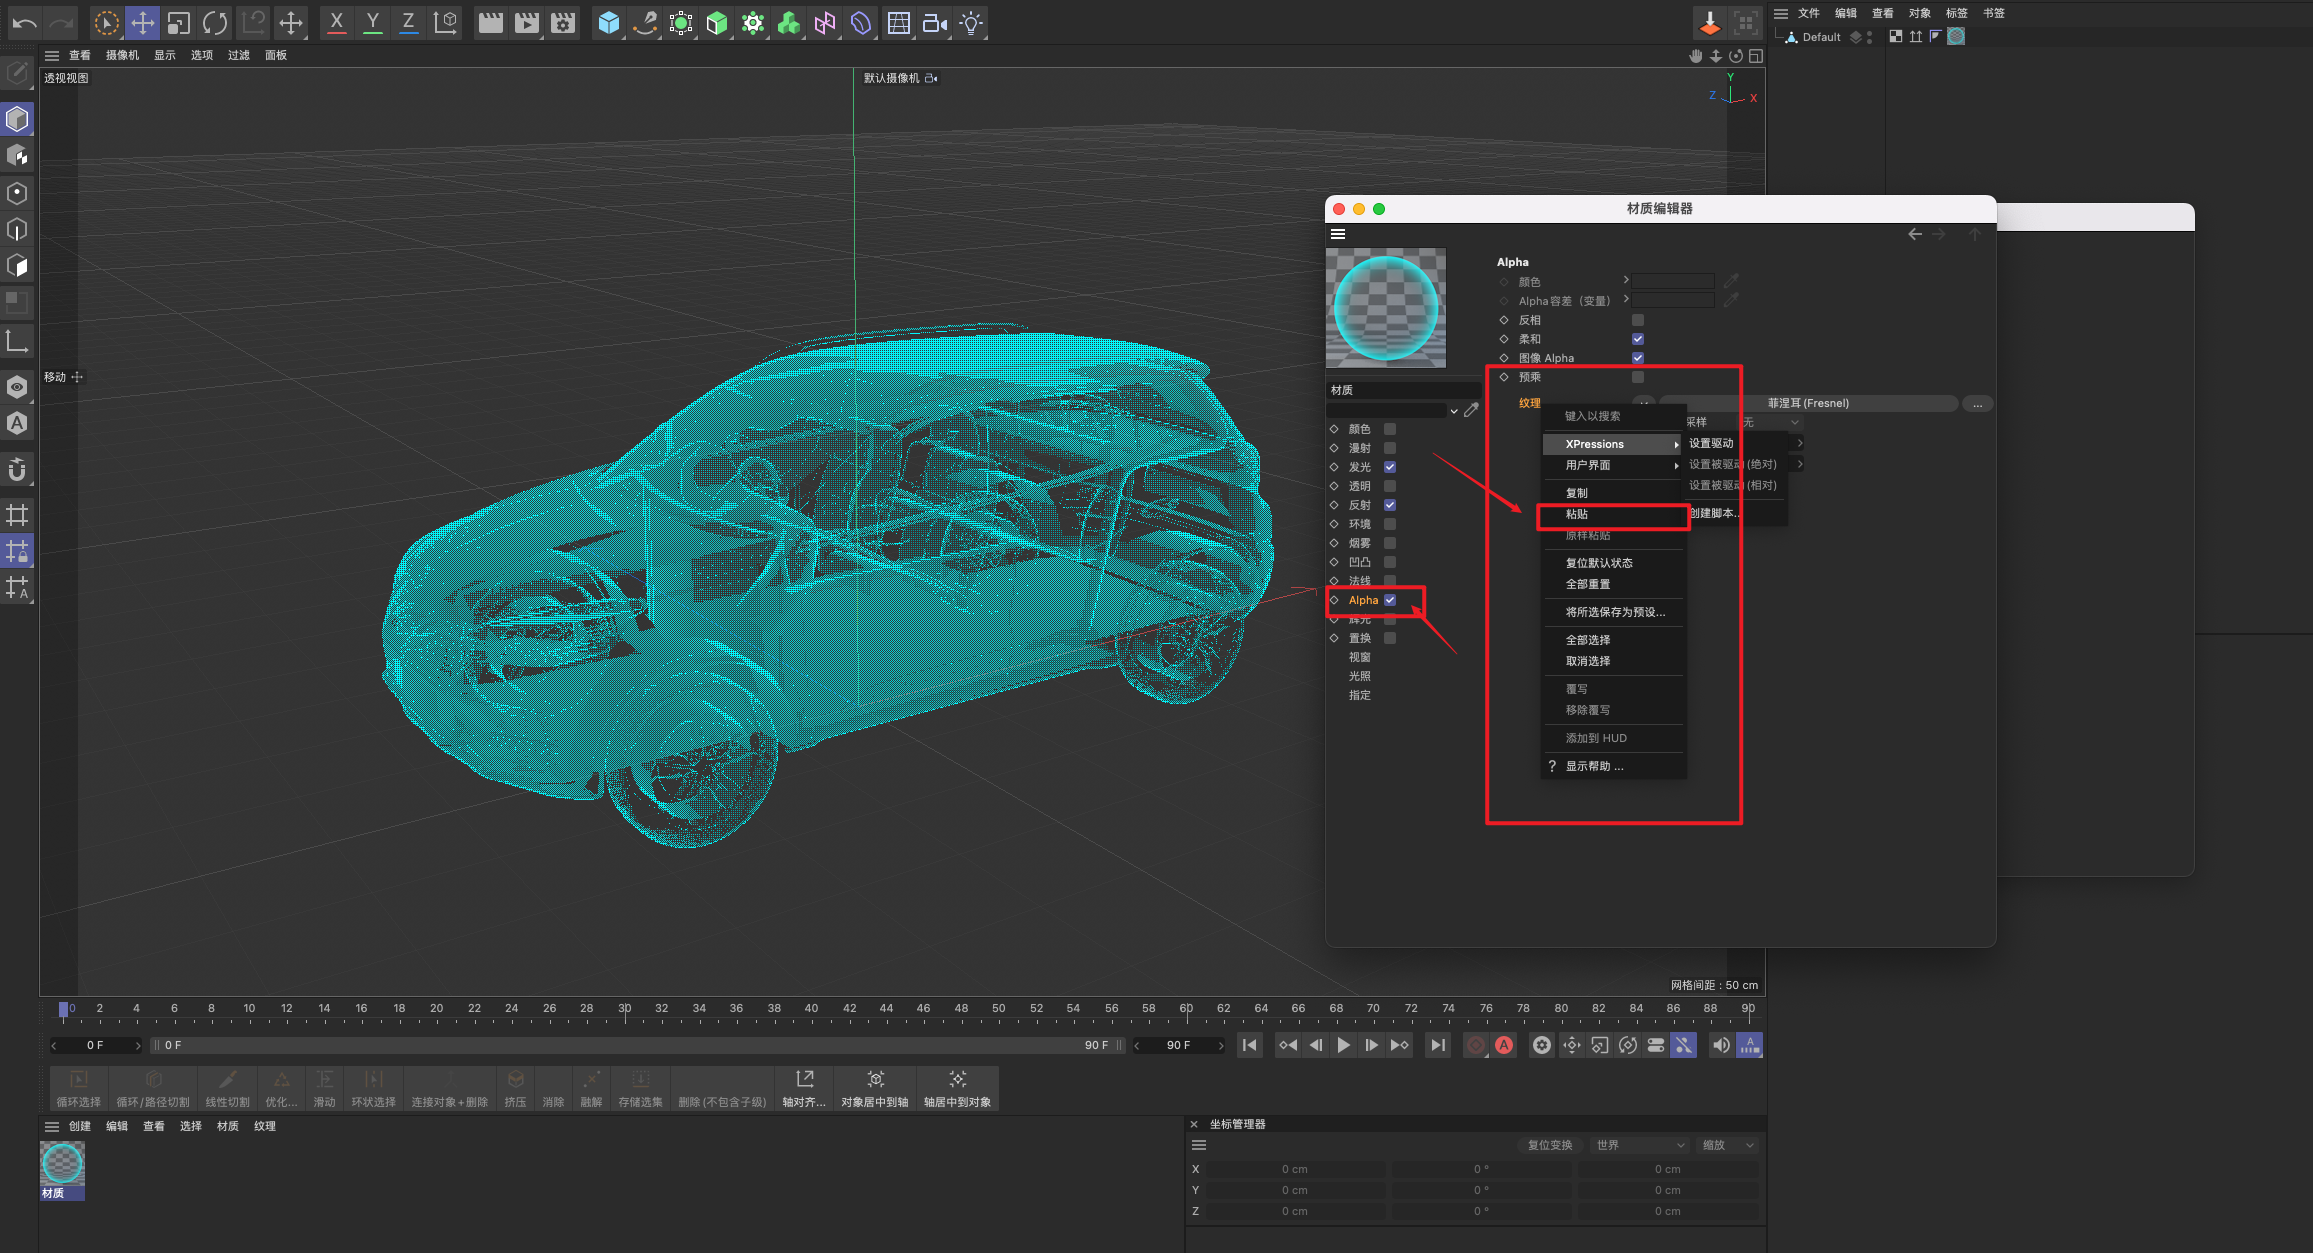 X Y Z
文件 编辑 查看 对象 标签 书签
Default
查看 摄像机 显示 选项 过滤 面板
透视视图
默认摄像机
Y
Z
X
移动
网格间距 : 50 cm
材质编辑器
Alpha
颜色
Alpha容差（变量）
反相
柔和
图像 Alpha
预乘
纹理
菲涅耳 (Fresnel)
...
采样
无
材质
颜色
漫射
发光
透明
反射
环境
烟雾
凹凸
法线
Alpha
辉光
置换
视窗
光照
指定
键入以搜索
XPressions
用户界面
复制
粘贴
原样粘贴
复位默认状态
全部重置
将所选保存为预设...
全部选择
取消选择
覆写
移除覆写
添加到 HUD
? 显示帮助 ...
设置驱动
设置被驱动 (绝对)
设置被驱动 (相对)
创建脚本...
0 2 4 6 8 10 12 14 16 18 20 22 24 26 28 30 32 34 36 38 40 42 44 46 48 50 52 54 56 58 60 62 64 66 68 70 72 74 76 78 80 82 84 86 88 90
0 F
0 F
90 F
90 F
A
A
循环选择 循环/路径切割 线性切割 优化... 滑动 环状选择 连接对象+删除 挤压 消除 融解 存储选集 删除 (不包含子级) 轴对齐... 对象居中到轴 轴居中到对象
创建 编辑 查看 选择 材质 纹理
材质
坐标管理器
复位变换 世界 缩放
X 0 cm 0 ° 0 cm
Y 0 cm 0 ° 0 cm
Z 0 cm 0 ° 0 cm